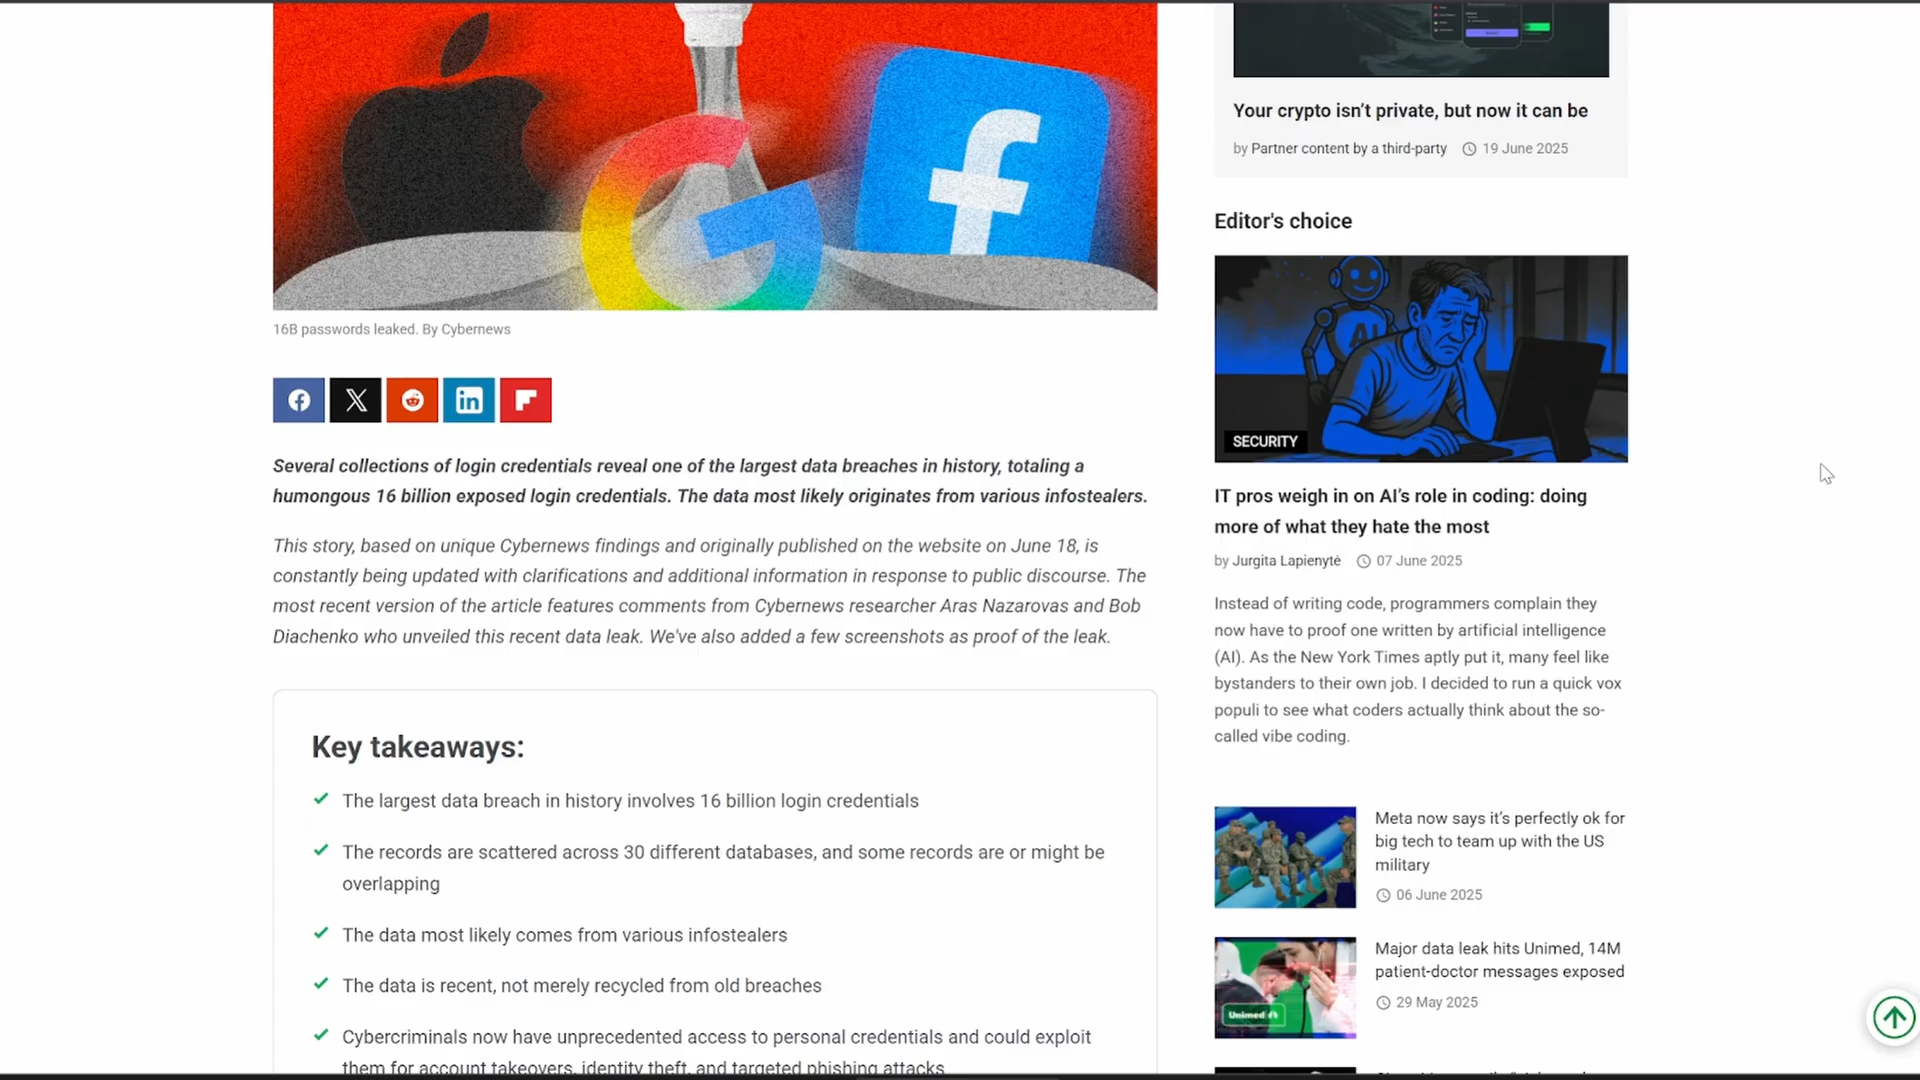 16B passwords leaked. By Cybernews
Several collections of login credentials reveal one of the largest data breaches in history, totaling a
humongous 16 billion exposed login credentials. The data most likely originates from various infostealers.
This story, based on unique Cybernews findings and originally published on the website on June 18, is
constantly being updated with clarifications and additional information in response to public discourse. The
most recent version of the article features comments from Cybernews researcher Aras Nazarovas and Bob
Diachenko who unveiled this recent data leak. We've also added a few screenshots as proof of the leak.
Key takeaways:
The largest data breach in history involves 16 billion login credentials
The records are scattered across 30 different databases, and some records are or might be
overlapping
The data most likely comes from various infostealers
The data is recent, not merely recycled from old breaches
Cybercriminals now have unprecedented access to personal credentials and could exploit
them for account takeovers, identity theft, and targeted phishing attacks
Your crypto isn’t private, but now it can be
by Partner content by a third-party 19 June 2025
Editor's choice
AI
SECURITY
IT pros weigh in on AI’s role in coding: doing
more of what they hate the most
by Jurgita Lapienytė 07 June 2025
Instead of writing code, programmers complain they
now have to proof one written by artificial intelligence
(AI). As the New York Times aptly put it, many feel like
bystanders to their own job. I decided to run a quick vox
populi to see what coders actually think about the so-
called vibe coding.
Meta now says it’s perfectly ok for
big tech to team up with the US
military
06 June 2025
Unimed
Major data leak hits Unimed, 14M
patient-doctor messages exposed
29 May 2025